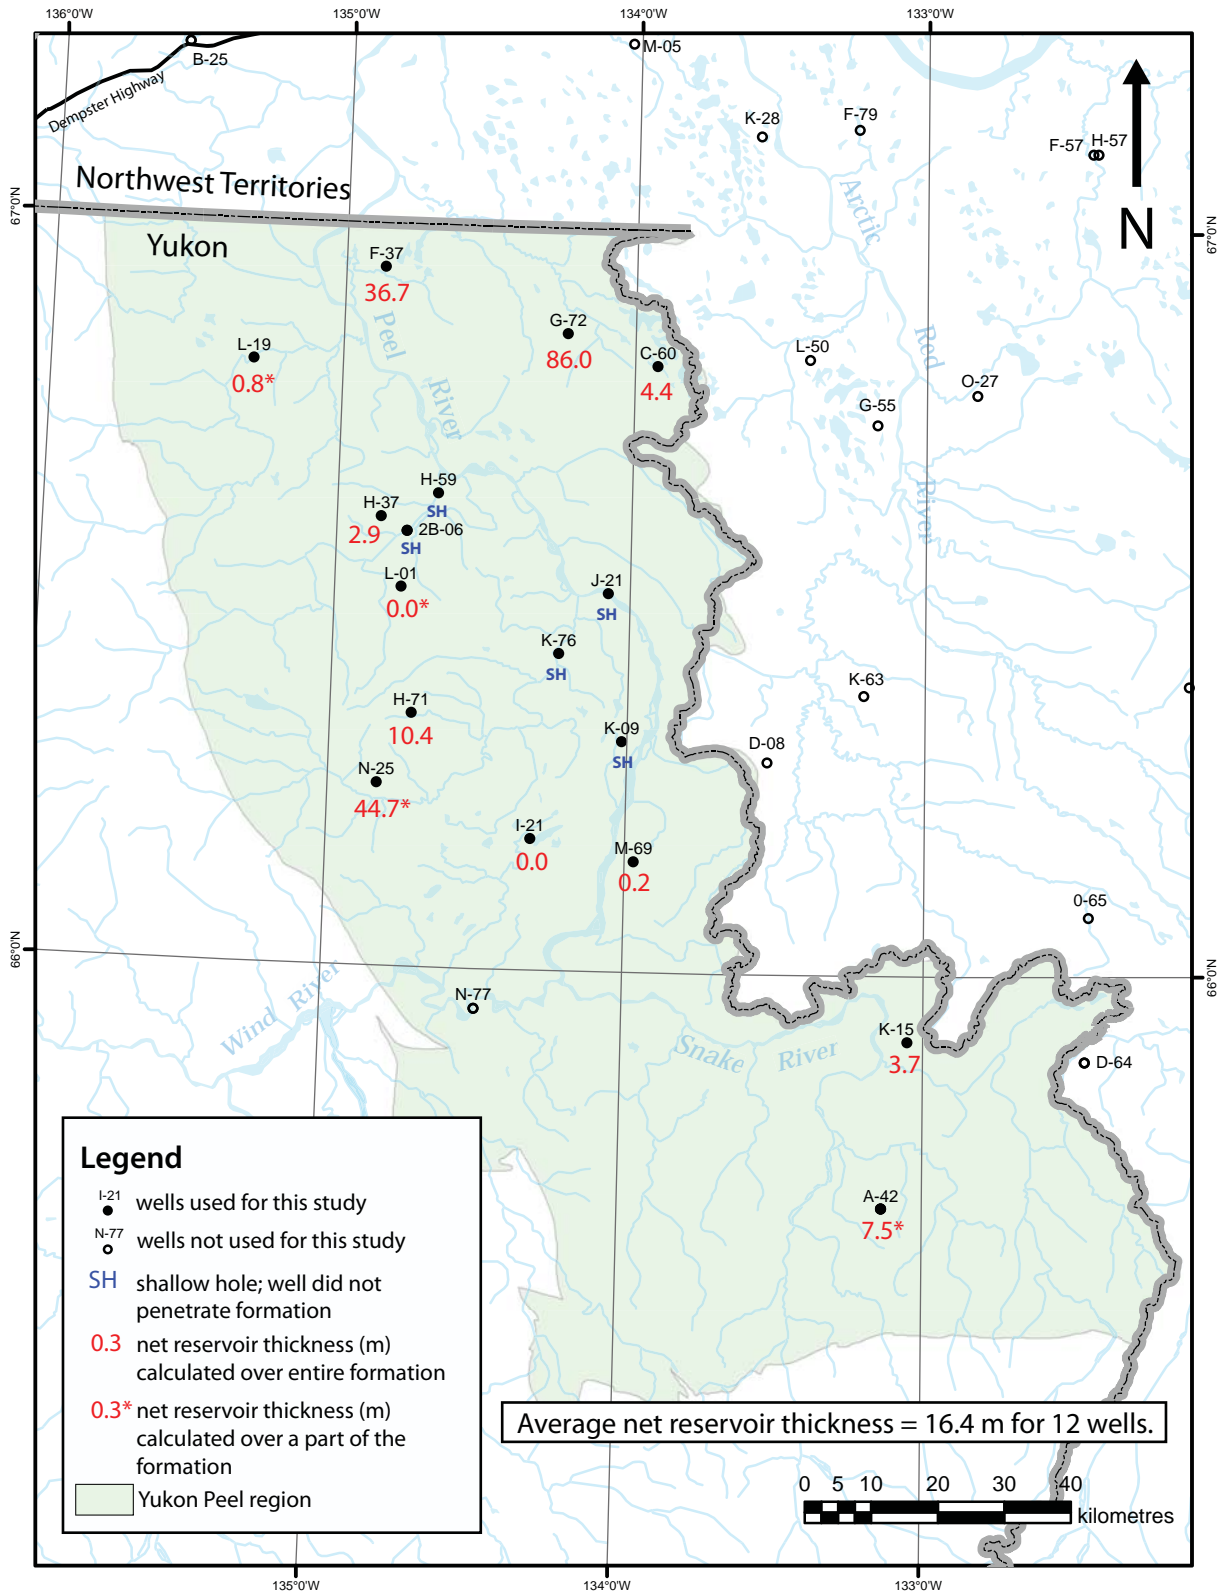 136°0'W
135°0'W
134°0'W
133°0'W
B-25
M-05
Dempster Highway
K-28
F-79
F-57
H-57
Northwest Territories
67°0'N
67°0'N
Yukon
N
Arctic
Red
River
F-37
36.7
Peel
River
G-72
86.0
L-19
0.8*
C-60
4.4
L-50
O-27
G-55
H-59
SH
H-37
2.9
2B-06
SH
L-01
0.0*
J-21
SH
K-76
SH
K-63
H-71
10.4
K-09
SH
D-08
N-25
44.7*
I-21
0.0
M-69
0.2
0-65
66°0'N
66°0'N
Wind River
N-77
Snake River
K-15
3.7
D-64
A-42
7.5*
Legend
I-21
wells used for this study
N-77
wells not used for this study
SH shallow hole; well did not
penetrate formation
0.3 net reservoir thickness (m)
calculated over entire formation
0.3* net reservoir thickness (m)
calculated over a part of the
formation
Yukon Peel region
Average net reservoir thickness = 16.4 m for 12 wells.
0 5 10 20 30 40
kilometres
135°0'W
134°0'W
133°0'W